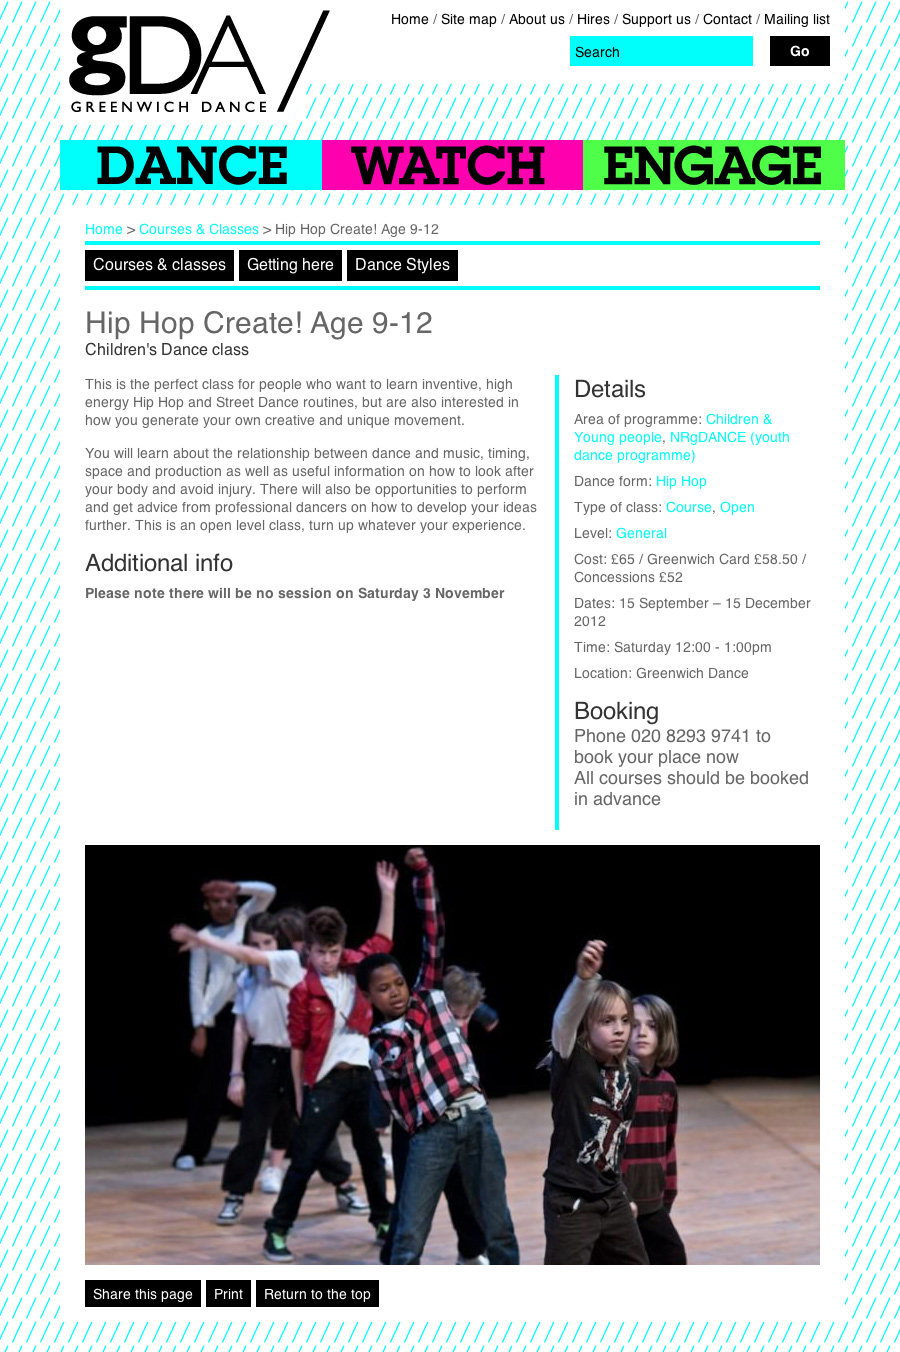 gDA/
GREENWICH DANCE
Home / Site map / About us / Hires / Support us / Contact / Mailing list
Search
Go
DANCE
WATCH
ENGAGE
Home > Courses & Classes > Hip Hop Create! Age 9-12
Courses & classes
Getting here
Dance Styles
Hip Hop Create! Age 9-12
Children's Dance class
This is the perfect class for people who want to learn inventive, high
energy Hip Hop and Street Dance routines, but are also interested in
how you generate your own creative and unique movement.
You will learn about the relationship between dance and music, timing,
space and production as well as useful information on how to look after
your body and avoid injury. There will also be opportunities to perform
and get advice from professional dancers on how to develop your ideas
further. This is an open level class, turn up whatever your experience.
Additional info
Please note there will be no session on Saturday 3 November
Details
Area of programme: Children &
Young people, NRgDANCE (youth
dance programme)
Dance form: Hip Hop
Type of class: Course, Open
Level: General
Cost: £65 / Greenwich Card £58.50 /
Concessions £52
Dates: 15 September – 15 December
2012
Time: Saturday 12:00 - 1:00pm
Location: Greenwich Dance
Booking
Phone 020 8293 9741 to
book your place now
All courses should be booked
in advance
Share this page
Print
Return to the top